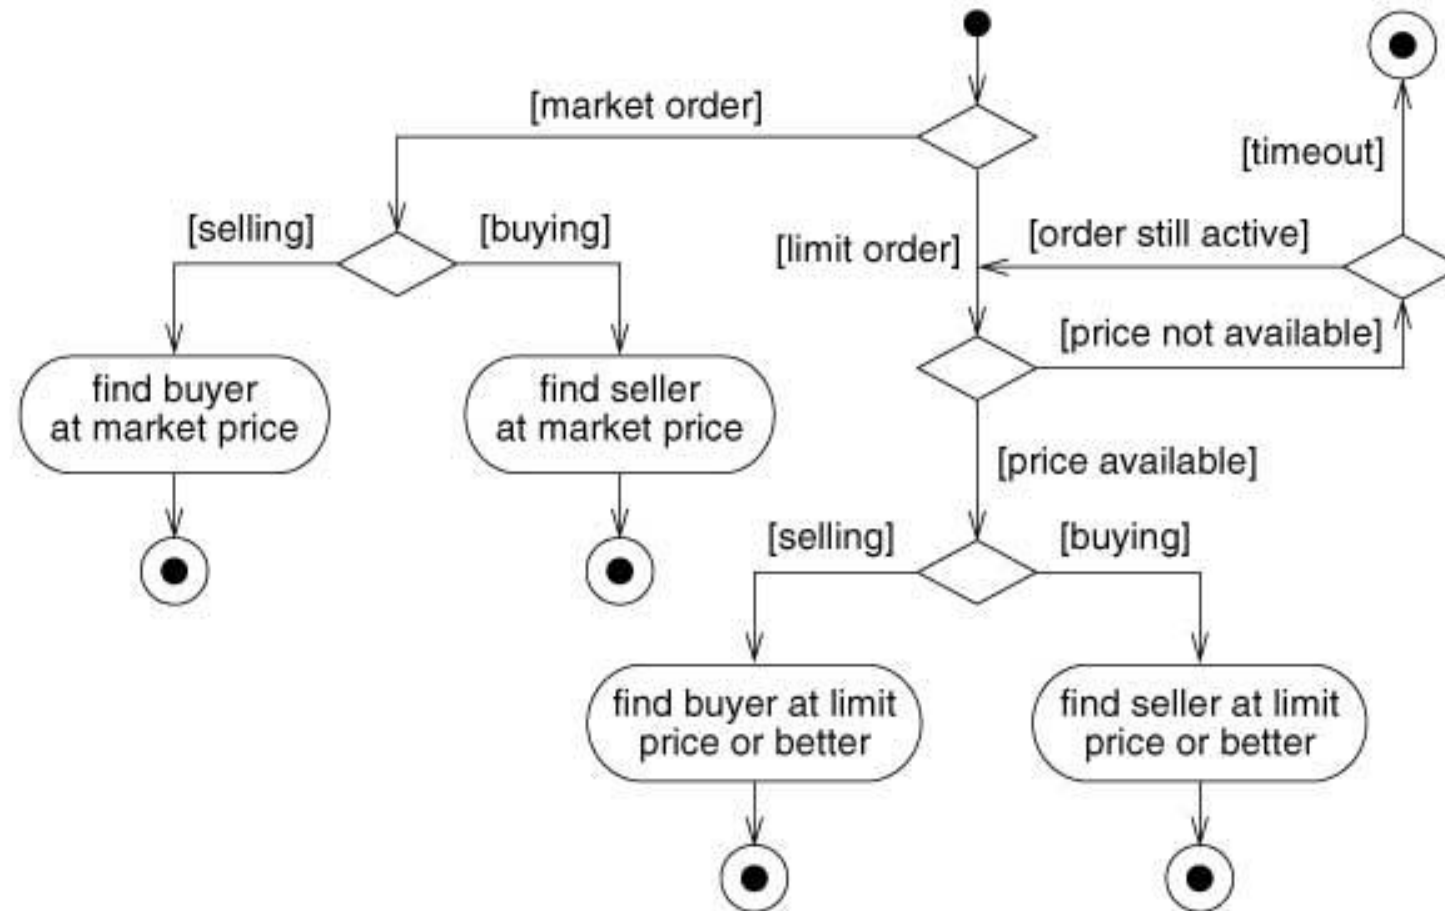 [market order]
[timeout]
[selling]
[buying]
[limit order]
[order still active]
[price not available]
find buyer
at market price
find seller
at market price
[price available]
[selling]
[buying]
find buyer at limit
price or better
find seller at limit
price or better